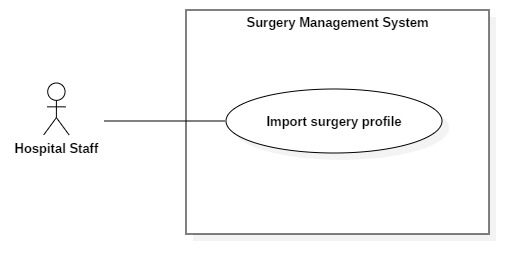 Surgery Management System
Import surgery profile
Hospital Staff